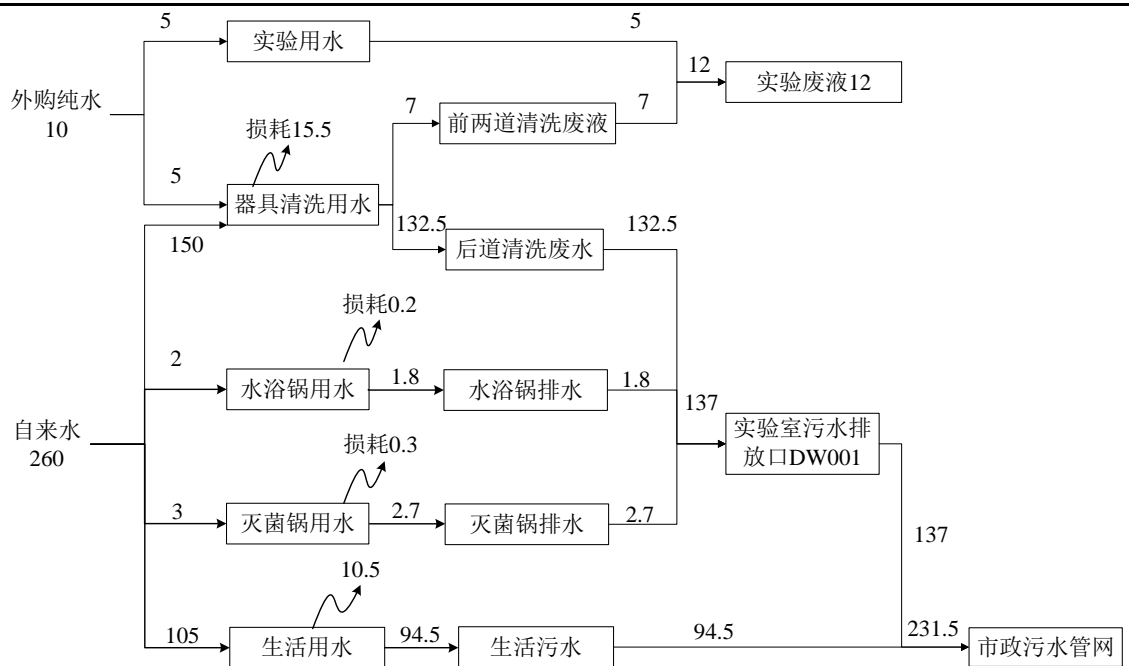 5
实验用水
5
12
实验废液12
外购纯水
10
7
前两道清洗废液
7
损耗15.5
5
器具清洗用水
150
132.5
后道清洗废水
132.5
损耗0.2
2
水浴锅用水
1.8
水浴锅排水
1.8
137
实验室污水排
放口DW001
自来水
260
损耗0.3
3
灭菌锅用水
2.7
灭菌锅排水
2.7
137
10.5
105
生活用水
94.5
生活污水
94.5
231.5
市政污水管网